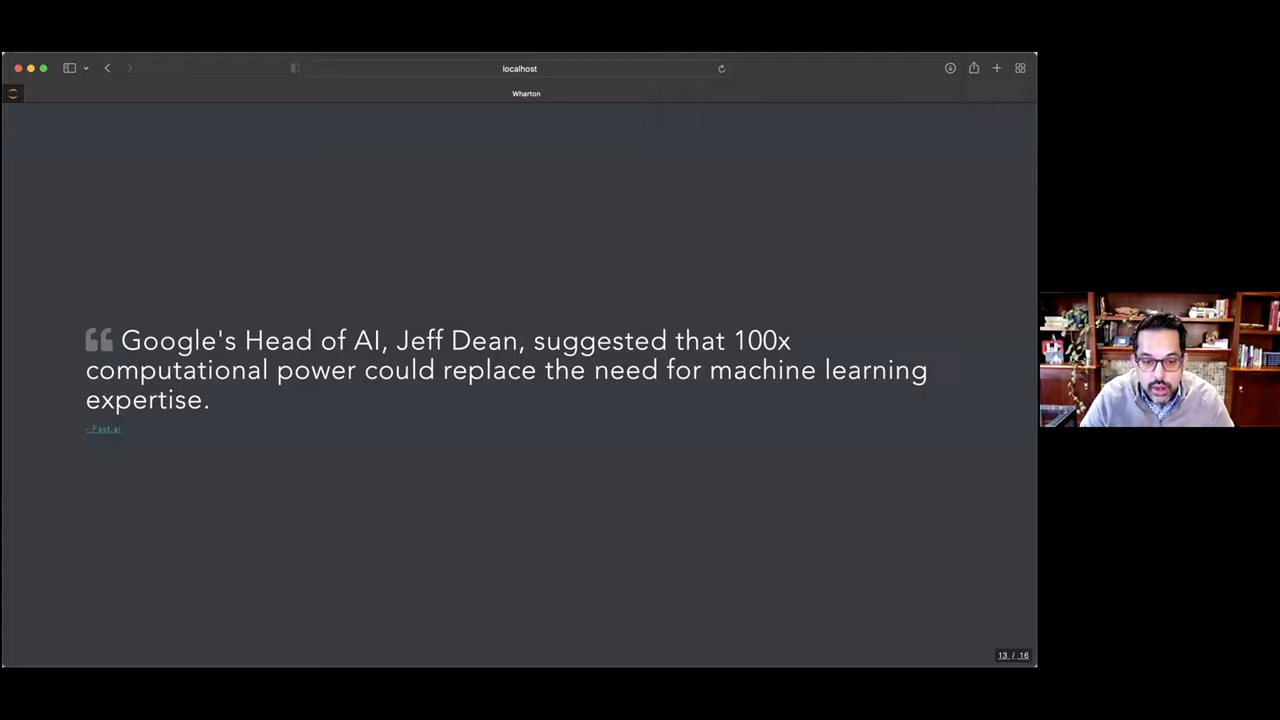 localhost
Wharton
Google's Head of AI, Jeff Dean, suggested that 100x
computational power could replace the need for machine learning
expertise.
--Fast.ai
13 / 16